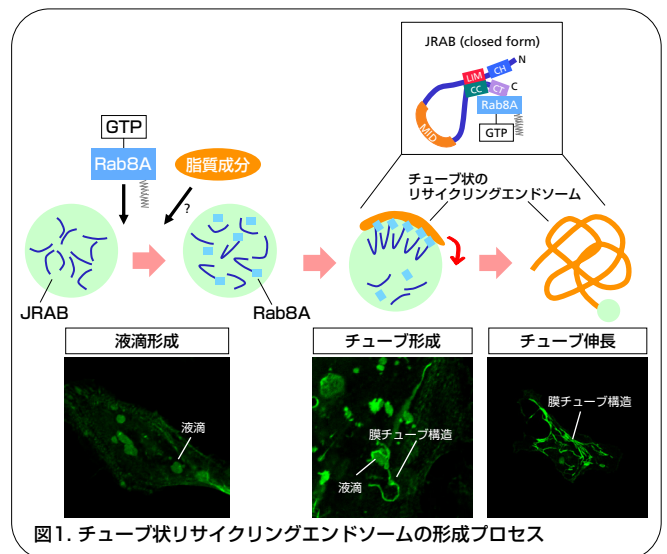 JRAB (closed form)
N
CH
LIM
CC
CT
C
Rab8A
GTP
MID
GTP
Rab8A
脂質成分
?
チューブ状の
リサイクリングエンドソーム
JRAB
Rab8A
液滴形成
チューブ形成
チューブ伸長
液滴
膜チューブ構造
液滴
膜チューブ構造
図1. チューブ状リサイクリングエンドソームの形成プロセス